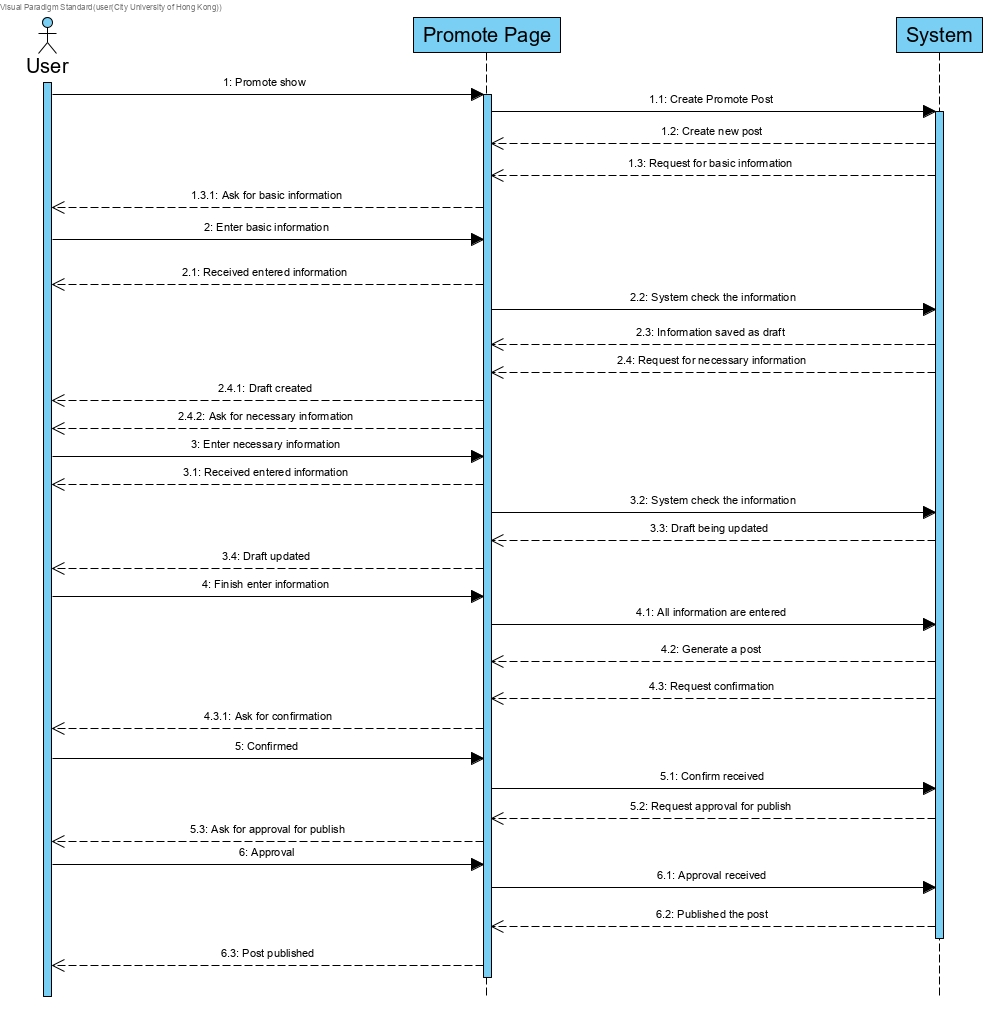 Visual Paradigm Standard(user(City University of Hong Kong))
User
Promote Page
System
1: Promote show
1.1: Create Promote Post
1.2: Create new post
1.3: Request for basic information
1.3.1: Ask for basic information
2: Enter basic information
2.1: Received entered information
2.2: System check the information
2.3: Information saved as draft
2.4: Request for necessary information
2.4.1: Draft created
2.4.2: Ask for necessary information
3: Enter necessary information
3.1: Received entered information
3.2: System check the information
3.3: Draft being updated
3.4: Draft updated
4: Finish enter information
4.1: All information are entered
4.2: Generate a post
4.3: Request confirmation
4.3.1: Ask for confirmation
5: Confirmed
5.1: Confirm received
5.2: Request approval for publish
5.3: Ask for approval for publish
6: Approval
6.1: Approval received
6.2: Published the post
6.3: Post published